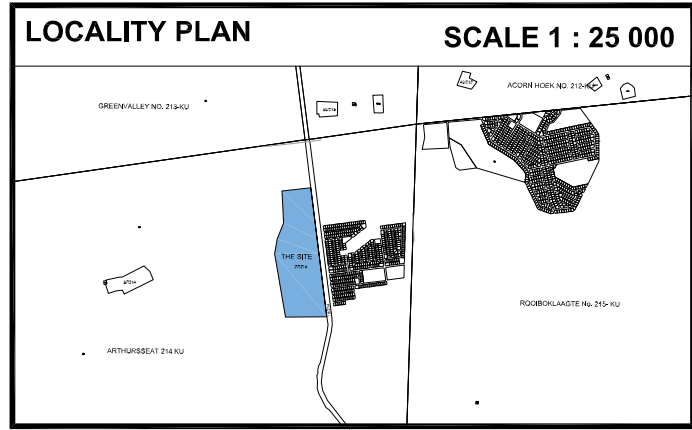 LOCALITY PLAN
SCALE 1 : 25 000
GREENVALLEY NO. 213-KU
ACORN HOEK NO. 212-KU
THE SITE
ROOIBOKLAAGTE No. 215- KU
ARTHURSSEAT 214 KU